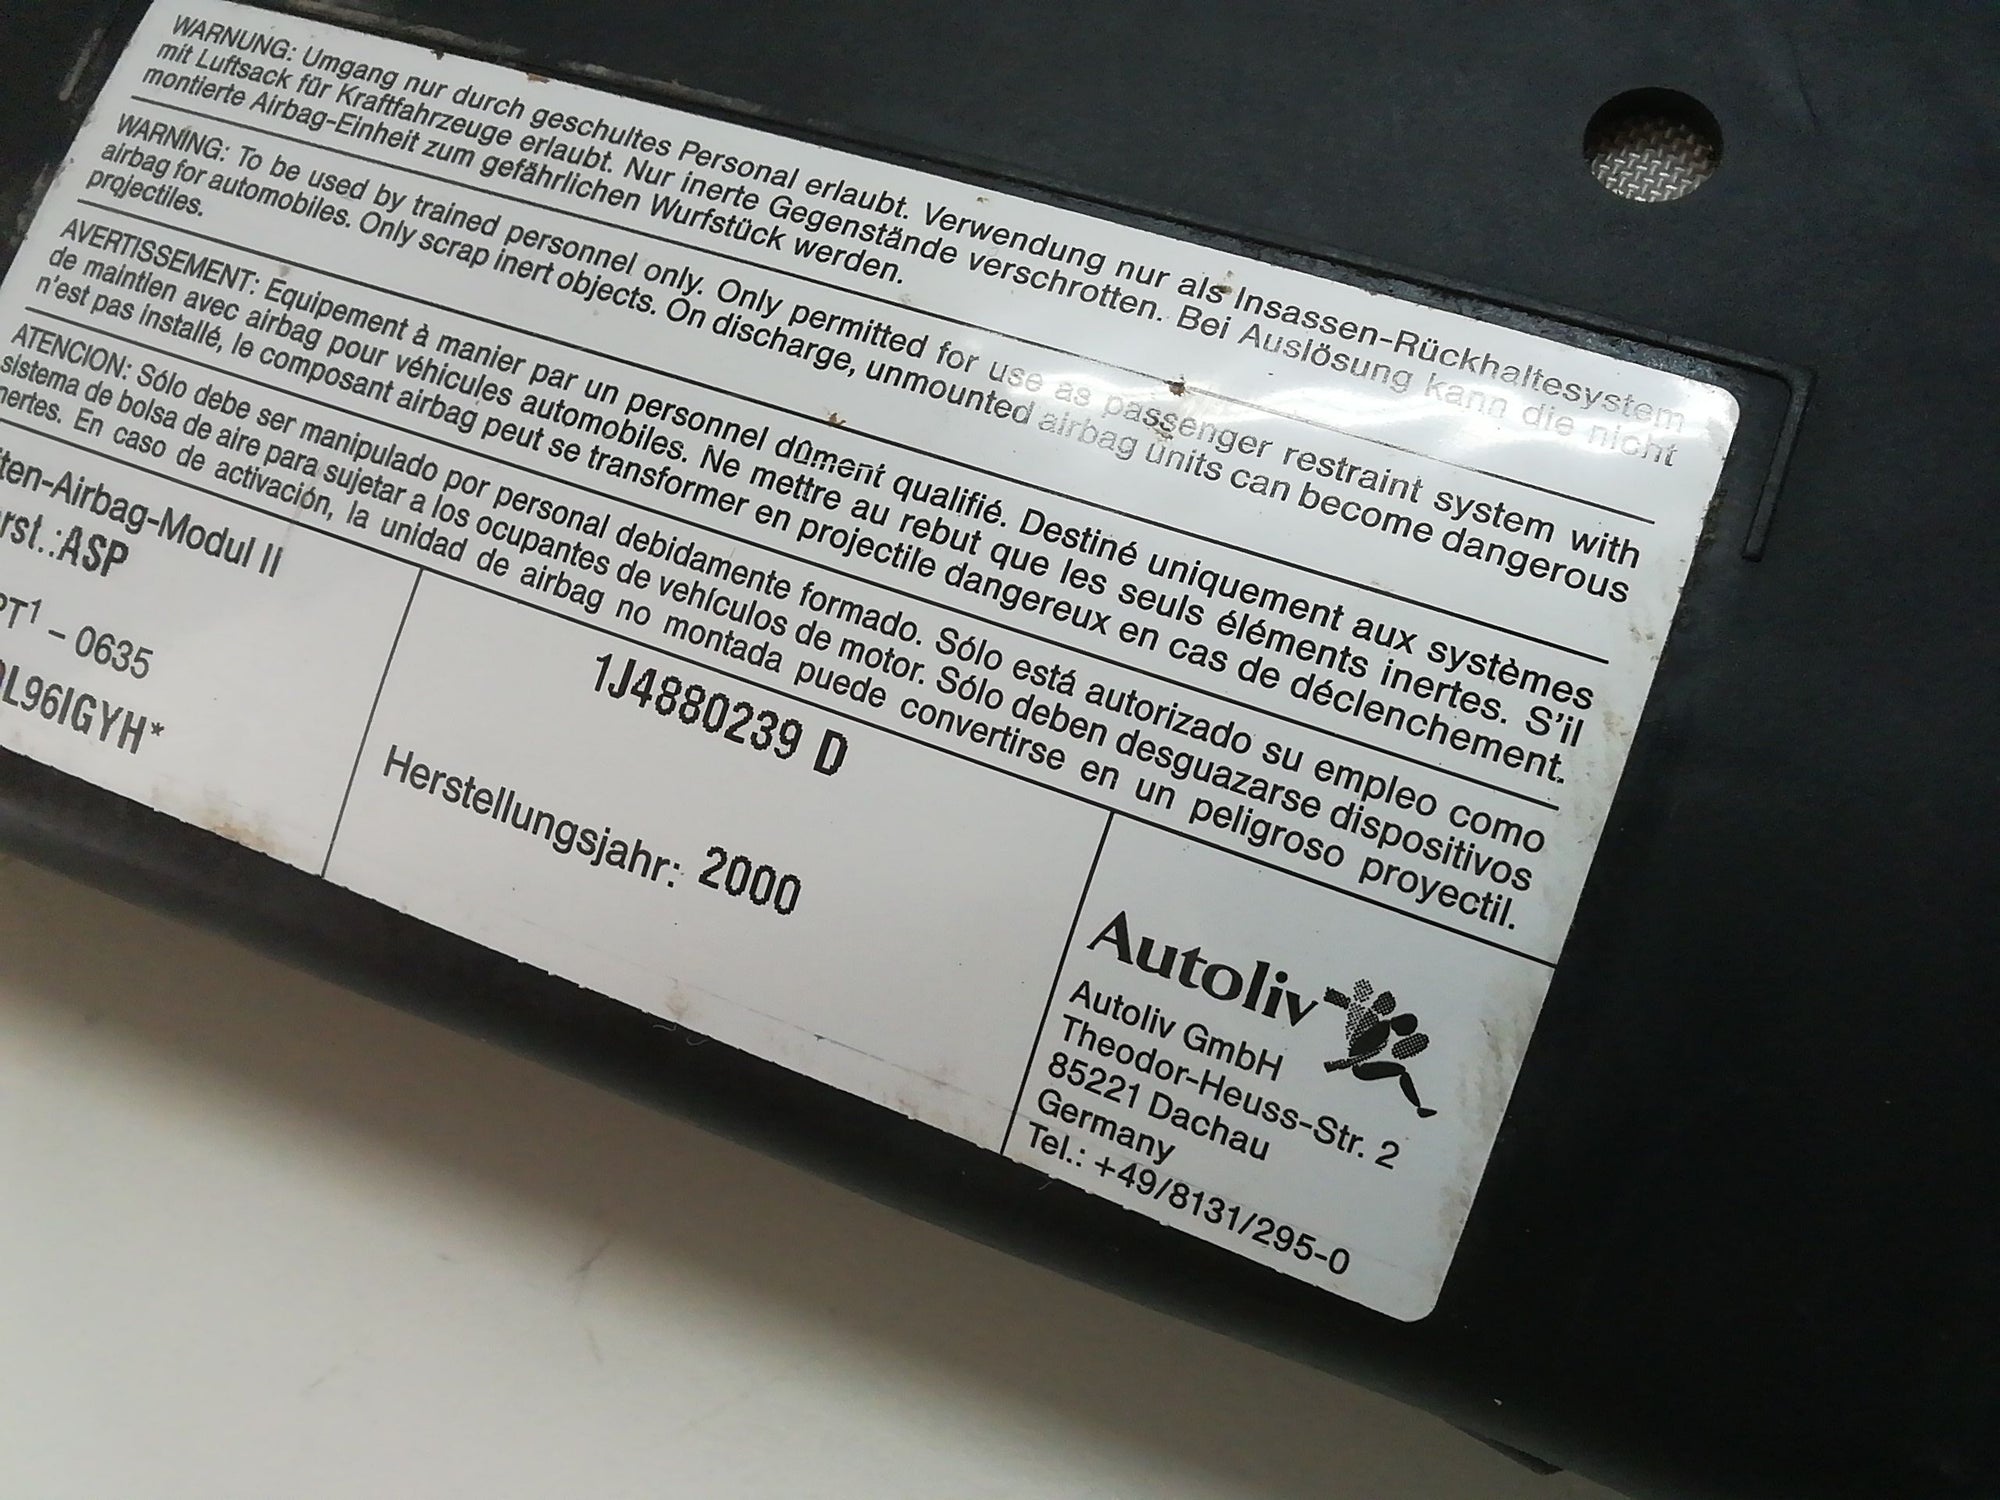 WARNUNG: Umgang nur durch geschultes Personal erlaubt. Verwendung nur als Insassen-Rückhaltesystem
mit Luftsack für Kraftfahrzeuge erlaubt. Nur inerte Gegenstände verschrotten. Bei Auslösung kann die nicht
montierte Airbag-Einheit zum gefährlichen Wurfstück werden.
WARNING: To be used by trained personnel only. Only permitted for use as passenger restraint system with
airbag for automobiles. Only scrap inert objects. On discharge, unmounted airbag units can become dangerous
projectiles.
AVERTISSEMENT: Equipement à manier par un personnel dûment qualifié. Destiné uniquement aux systèmes
de maintien avec airbag pour véhicules automobiles. Ne mettre au rebut que les seuls éléments inertes. S'il
n'est pas installé, le composant airbag peut se transformer en projectile dangereux en cas de déclenchement.
ATENCION: Sólo debe ser manipulado por personal debidamente formado. Sólo está autorizado su empleo como
sistema de bolsa de aire para sujetar a los ocupantes de vehículos de motor. Sólo deben desguazarse dispositivos
nertes. En caso de activación, la unidad de airbag no montada puede convertirse en un peligroso proyectil.
ten-Airbag-Modul II
rst.:ASP
PT1 - 0635
L96IGYH*
1J4880239 D
Herstellungsjahr: 2000
Autoliv
Autoliv GmbH
Theodor-Heuss-Str. 2
85221 Dachau
Germany
Tel.: +49/8131/295-0